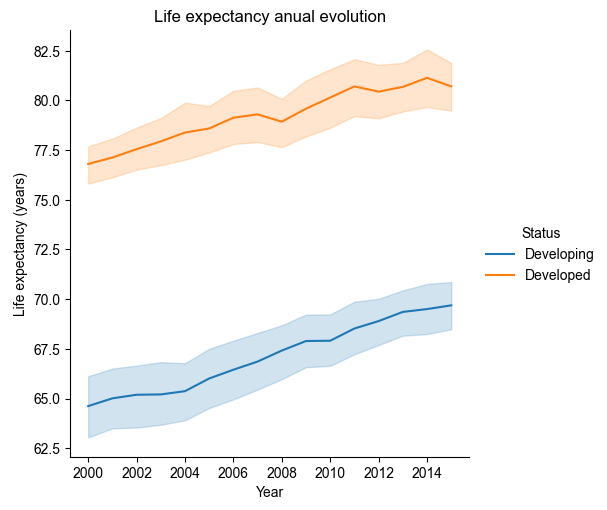 Life expectancy anual evolution
82.5
80.0
77.5
75.0
72.5
70.0
67.5
65.0
62.5
Life expectancy (years)
2000 2002 2004 2006 2008 2010 2012 2014
Year
Status
Developing
Developed